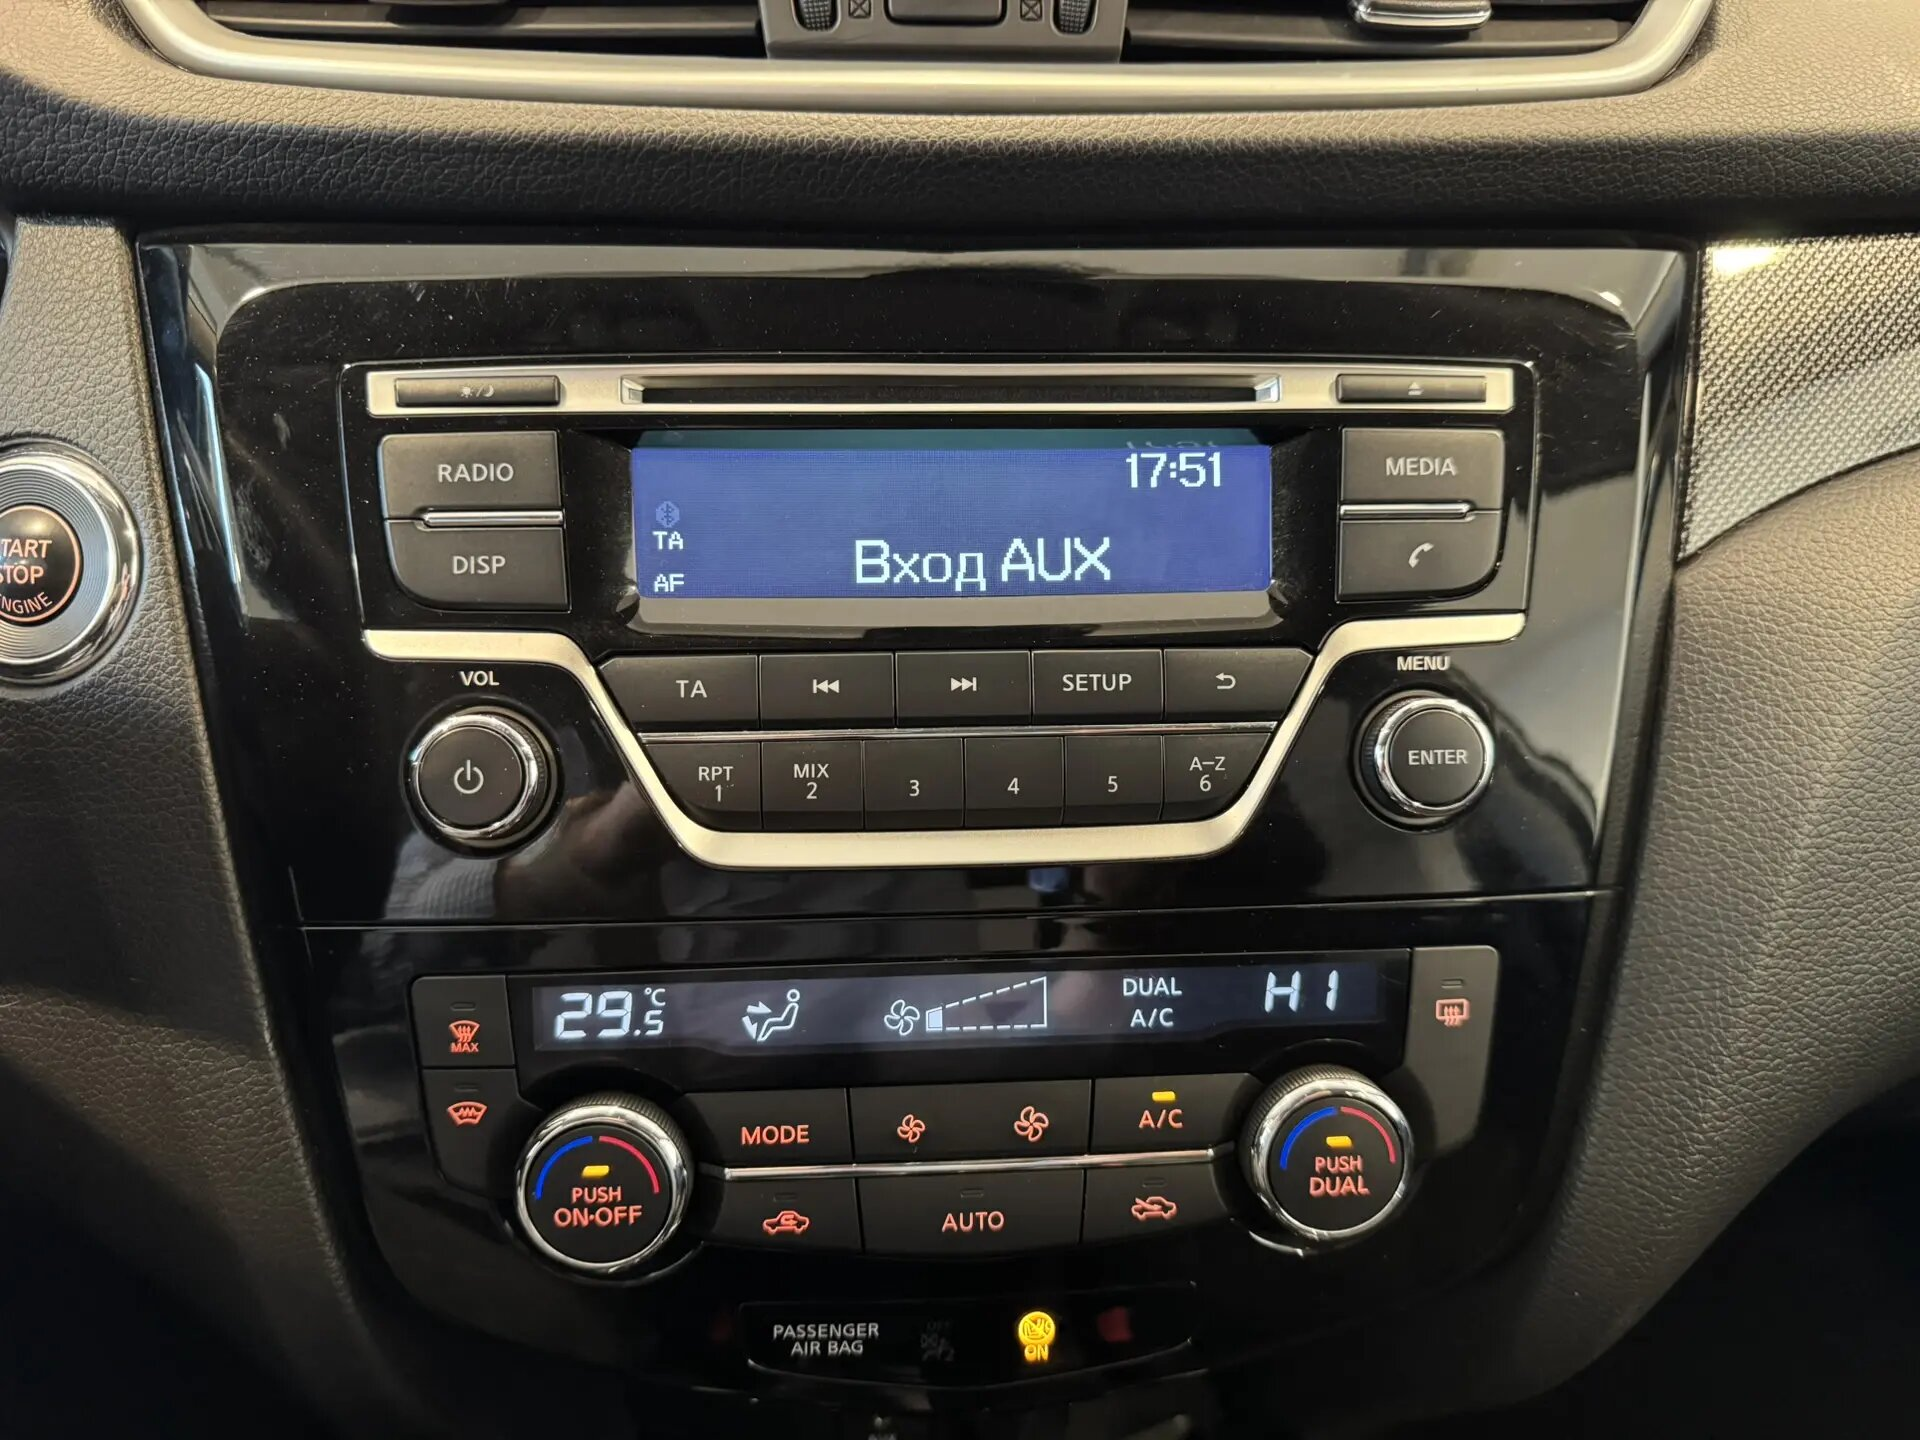 RADIO
DISP
17:51
TA
AF
Вход AUX
MEDIA
START
STOP
ENGINE
VOL
TA
SETUP
MENU
ENTER
RPT
1
MIX
2
3
4
5
A-Z
6
29.5 °C
DUAL
A/C
HI
MAX
MODE
A/C
PUSH
ON·OFF
PUSH
DUAL
AUTO
PASSENGER
AIR BAG
ON